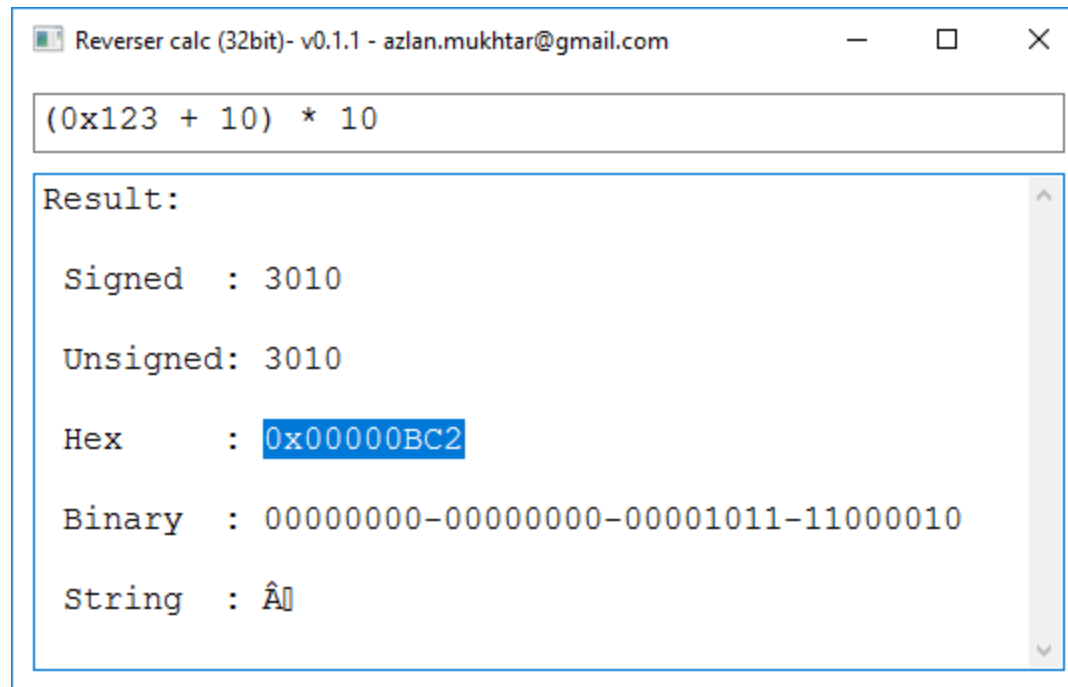 Reverser calc (32bit)- v0.1.1 - azlan.mukhtar@gmail.com
(0x123 + 10) * 10
Result:
Signed : 3010
Unsigned: 3010
Hex : 0x00000BC2
Binary : 00000000-00000000-00001011-11000010
String : Â▯